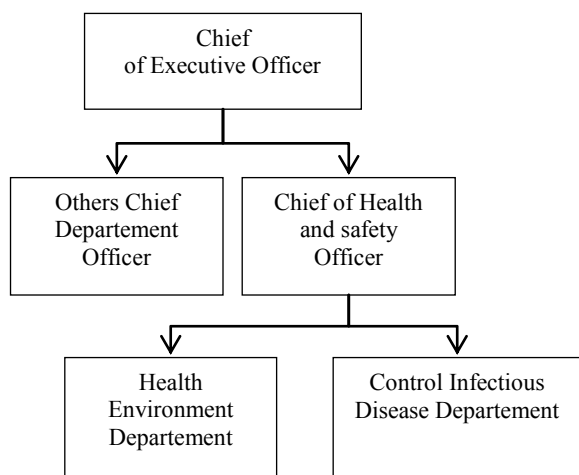 Chief
of Executive Officer
Others Chief
Departement
Officer
Chief of Health
and safety
Officer
Health
Environment
Departement
Control Infectious
Disease Departement